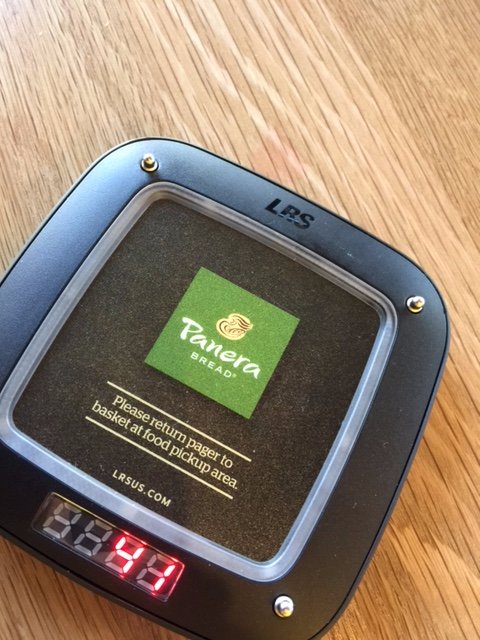 LRS
Panera
BREAD®
Please return pager to
basket at food pickup area.
LRSUS.COM
41